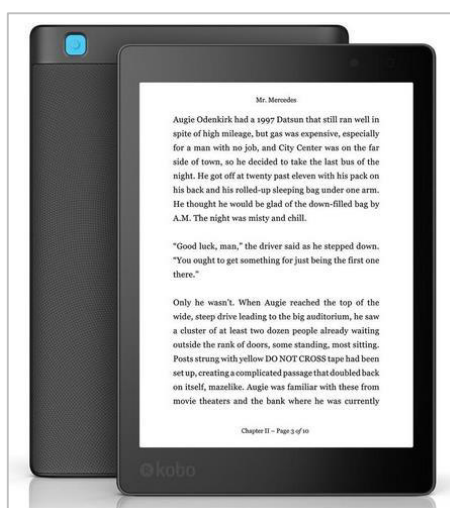 Mr. Mercedes
Augie Odenkirk had a 1997 Datsun that still ran well in
spite of high mileage, but gas was expensive, especially
for a man with no job, and City Center was on the far
side of town, so he decided to take the last bus of the
night. He got off at twenty past eleven with his pack on
his back and his rolled-up sleeping bag under one arm.
He thought he would be glad of the down-filled bag by
A.M. The night was misty and chill.
“Good luck, man,” the driver said as he stepped down.
“You ought to get something for just being the first one
there.”
Only he wasn’t. When Augie reached the top of the
wide, steep drive leading to the big auditorium, he saw
a cluster of at least two dozen people already waiting
outside the rank of doors, some standing, most sitting.
Posts strung with yellow DO NOT CROSS tape had been
set up, creating a complicated passage that doubled back
on itself, mazelike. Augie was familiar with these from
movie theaters and the bank where he was currently
Chapter II – Page 3 of 10
kobo